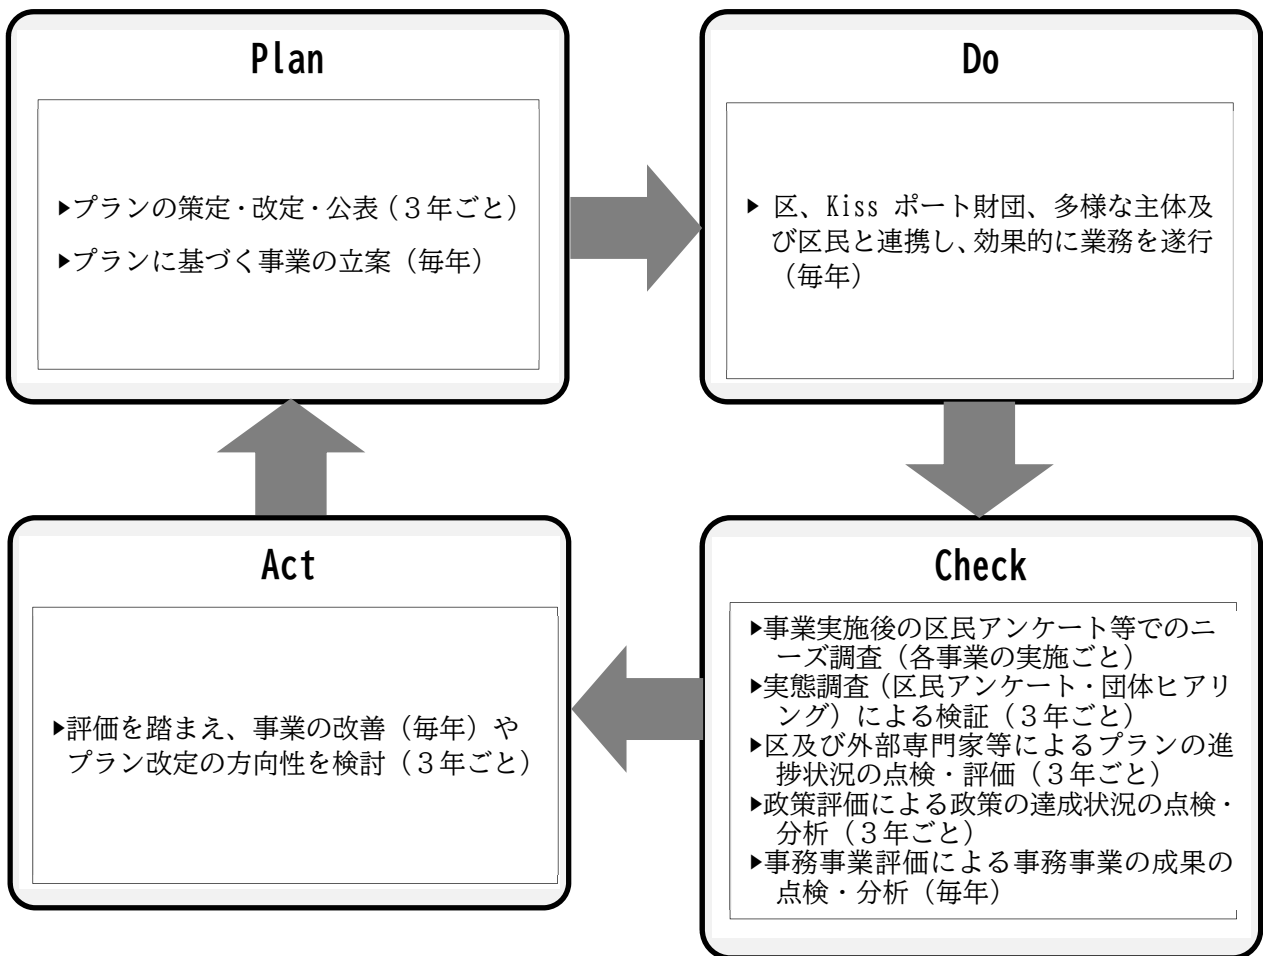 Plan
▶プランの策定・改定・公表（３年ごと）
▶プランに基づく事業の立案（毎年）
Do
▶ 区、Kiss ポート財団、多様な主体及
び区民と連携し、効果的に業務を遂行
（毎年）
Check
▶事業実施後の区民アンケート等でのニ
ーズ調査（各事業の実施ごと）
▶実態調査（区民アンケート・団体ヒアリ
ング）による検証（３年ごと）
▶区及び外部専門家等によるプランの進
捗状況の点検・評価（３年ごと）
▶政策評価による政策の達成状況の点検・
分析（３年ごと）
▶事務事業評価による事務事業の成果の
点検・分析（毎年）
Act
▶評価を踏まえ、事業の改善（毎年）や
プラン改定の方向性を検討（３年ごと）